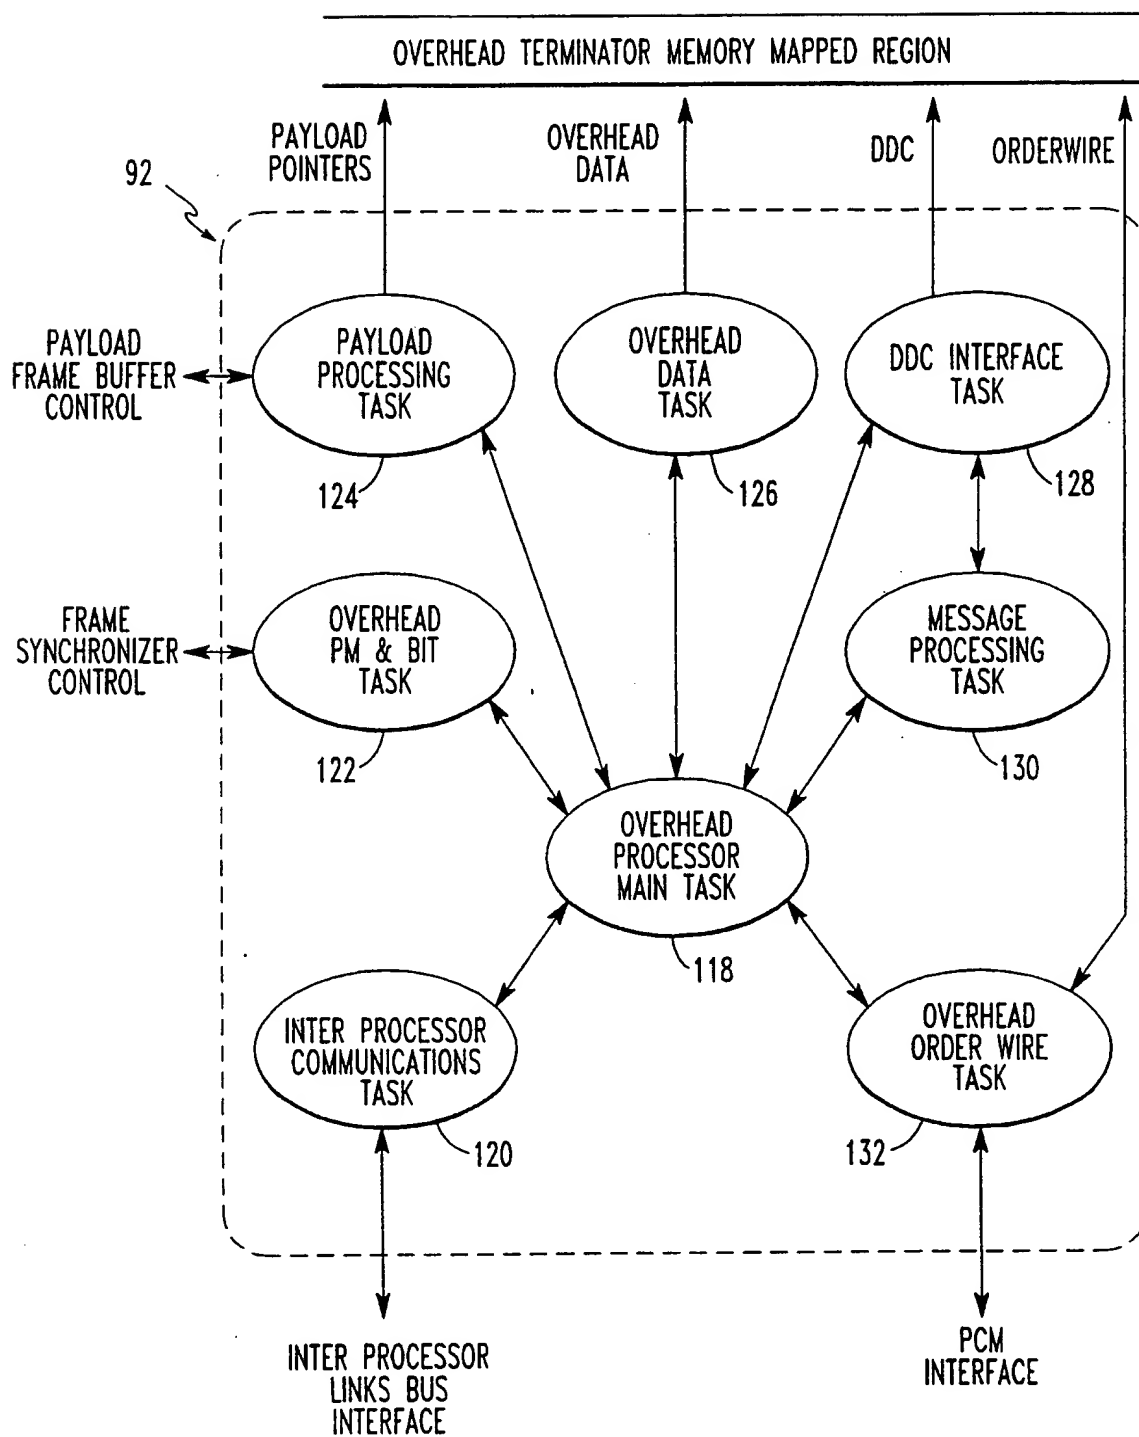 OVERHEAD TERMINATOR MEMORY MAPPED REGION
PAYLOAD
POINTERS
OVERHEAD
DATA
DDC
ORDERWIRE
92
PAYLOAD
FRAME BUFFER
CONTROL
PAYLOAD
PROCESSING
TASK
124
OVERHEAD
DATA
TASK
126
DDC INTERFACE
TASK
128
FRAME
SYNCHRONIZER
CONTROL
OVERHEAD
PM & BIT
TASK
122
MESSAGE
PROCESSING
TASK
130
OVERHEAD
PROCESSOR
MAIN TASK
118
INTER PROCESSOR
COMMUNICATIONS
TASK
120
OVERHEAD
ORDER WIRE
TASK
132
INTER PROCESSOR
LINKS BUS
INTERFACE
PCM
INTERFACE